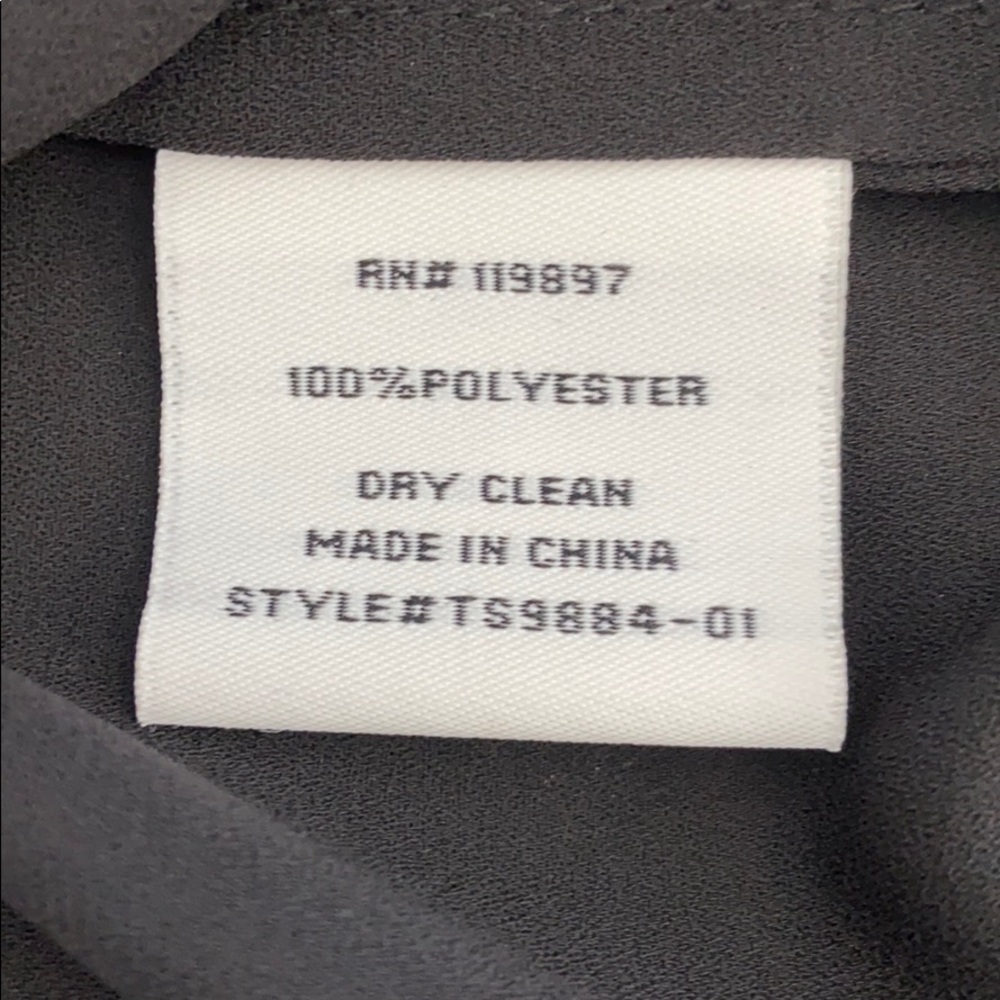 RN# 119897
100%POLYESTER
DRY CLEAN
MADE IN CHINA
STYLE#TS9884-01